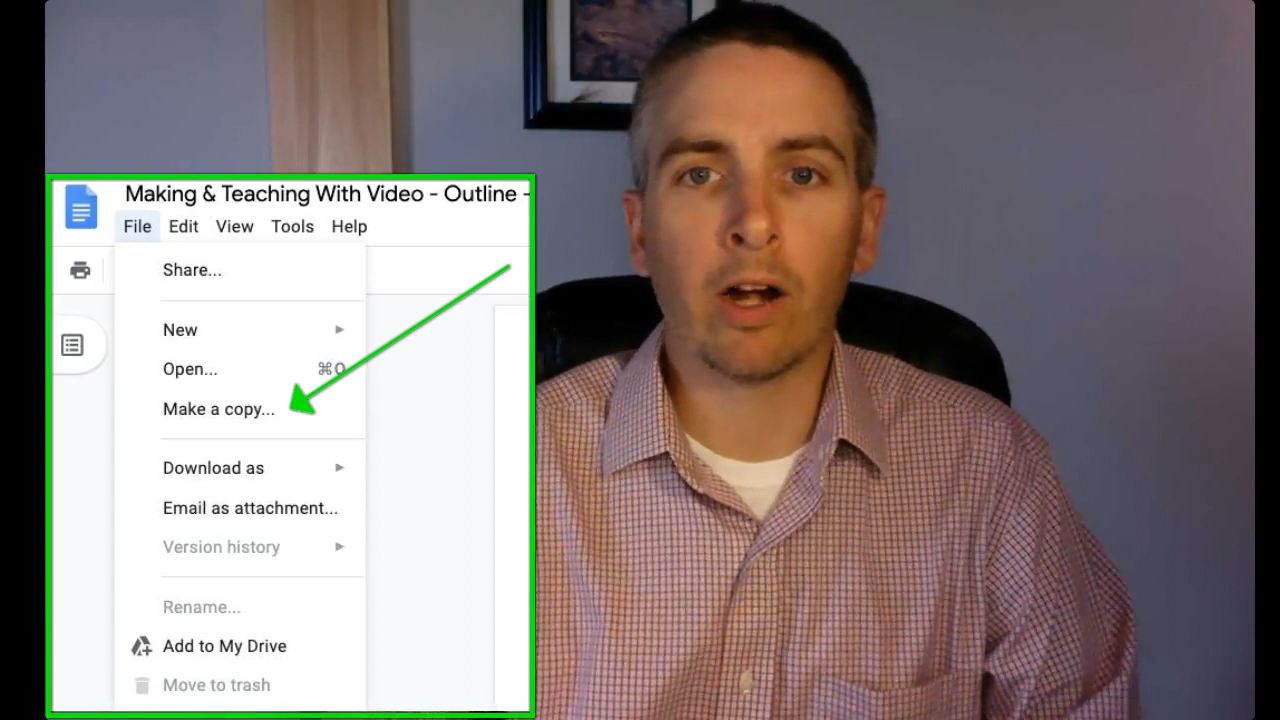 Making & Teaching With Video - Outline -
File Edit View Tools Help
Share...
New
Open... ⌘O
Make a copy...
Download as
Email as attachment...
Version history
Rename...
Add to My Drive
Move to trash